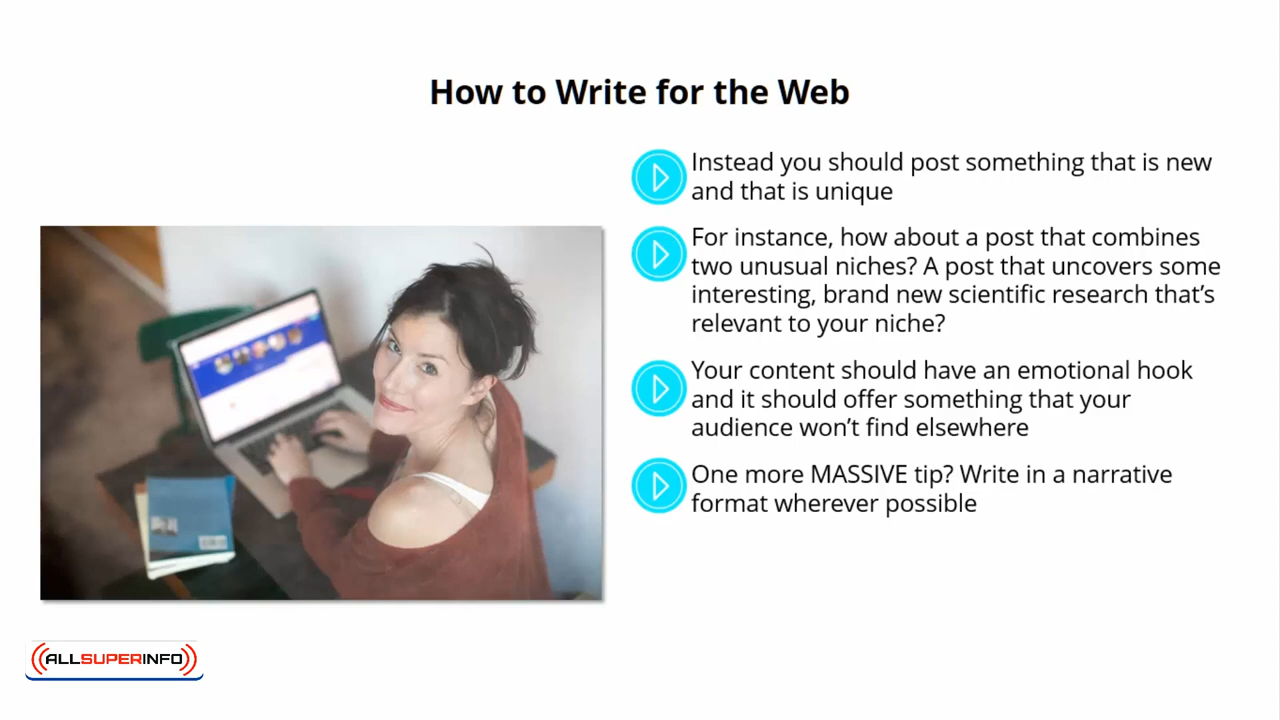 How to Write for the Web
Instead you should post something that is new
and that is unique
For instance, how about a post that combines
two unusual niches? A post that uncovers some
interesting, brand new scientific research that’s
relevant to your niche?
Your content should have an emotional hook
and it should offer something that your
audience won’t find elsewhere
One more MASSIVE tip? Write in a narrative
format wherever possible
ALLSUPERINFO